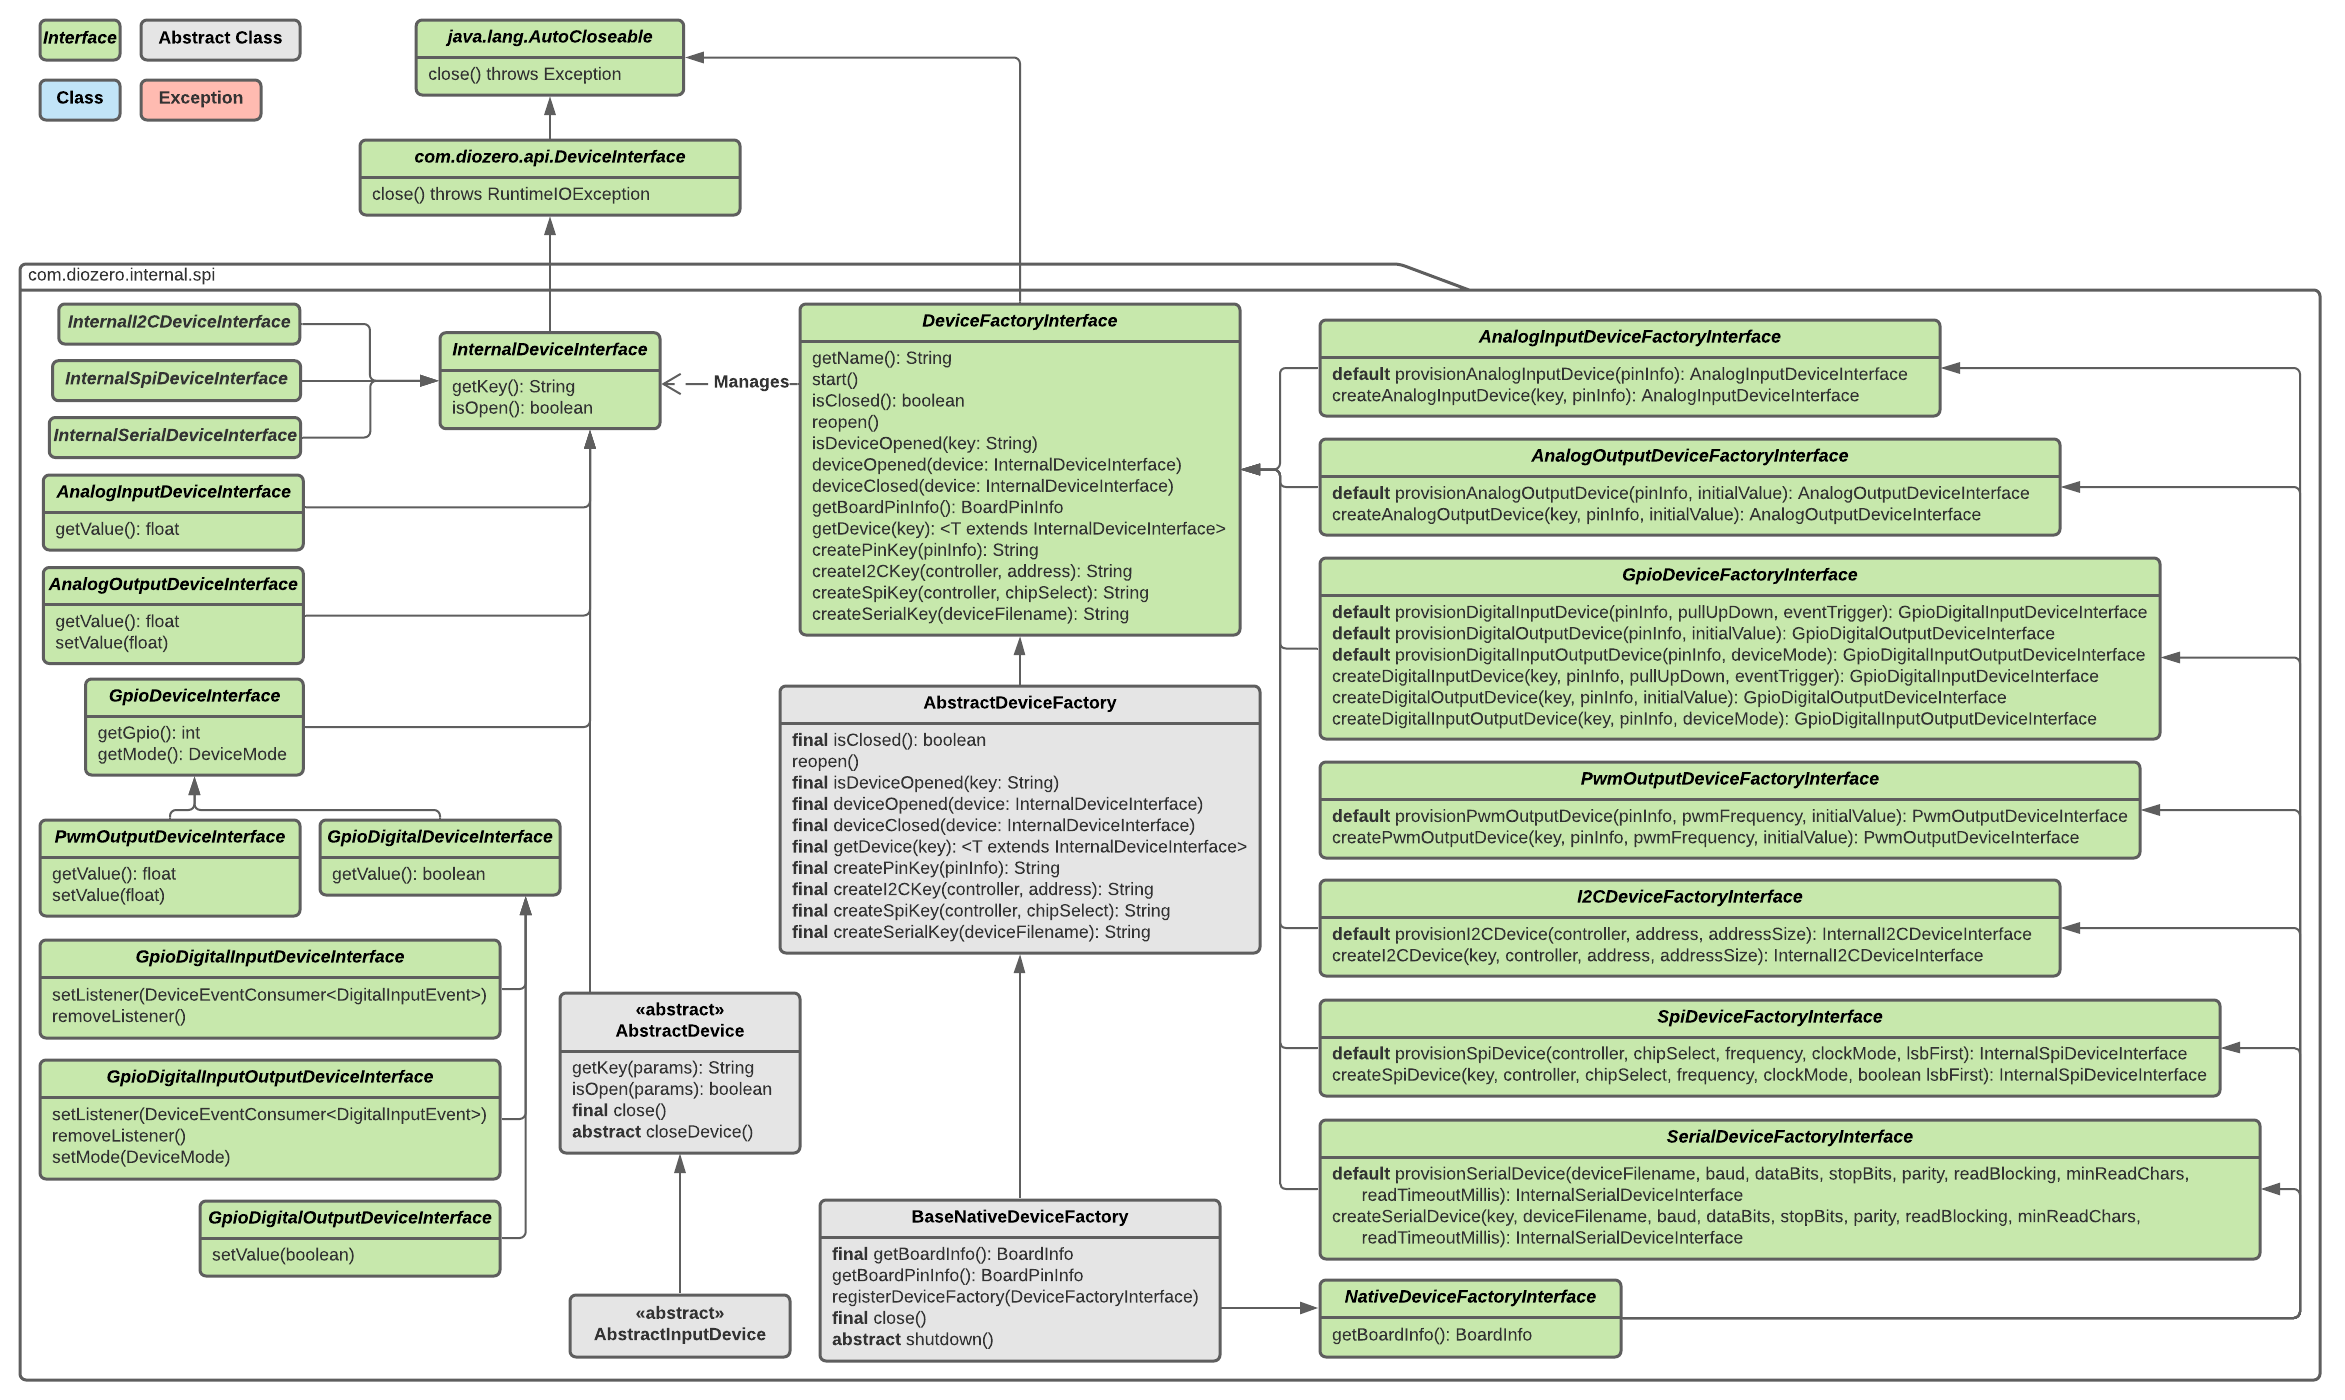 Interface
Abstract Class
Class
Exception
java.lang.AutoCloseable
close() throws Exception
com.diozero.api.DeviceInterface
close() throws RuntimeIOException
com.diozero.internal.spi
InternalI2CDeviceInterface
InternalSpiDeviceInterface
InternalSerialDeviceInterface
InternalDeviceInterface
getKey(): String
isOpen(): boolean
Manages
AnalogInputDeviceInterface
getValue(): float
AnalogOutputDeviceInterface
getValue(): float
setValue(float)
GpioDeviceInterface
getGpio(): int
getMode(): DeviceMode
PwmOutputDeviceInterface
getValue(): float
setValue(float)
GpioDigitalDeviceInterface
getValue(): boolean
GpioDigitalInputDeviceInterface
setListener(DeviceEventConsumer<DigitalInputEvent>)
removeListener()
GpioDigitalInputOutputDeviceInterface
setListener(DeviceEventConsumer<DigitalInputEvent>)
removeListener()
setMode(DeviceMode)
GpioDigitalOutputDeviceInterface
setValue(boolean)
«abstract»
AbstractDevice
getKey(params): String
isOpen(params): boolean
final close()
abstract closeDevice()
«abstract»
AbstractInputDevice
DeviceFactoryInterface
getName(): String
start()
isClosed(): boolean
reopen()
isDeviceOpened(key: String)
deviceOpened(device: InternalDeviceInterface)
deviceClosed(device: InternalDeviceInterface)
getBoardPinInfo(): BoardPinInfo
getDevice(key): <T extends InternalDeviceInterface>
createPinKey(pinInfo): String
createI2CKey(controller, address): String
createSpiKey(controller, chipSelect): String
createSerialKey(deviceFilename): String
AbstractDeviceFactory
final isClosed(): boolean
reopen()
final isDeviceOpened(key: String)
final deviceOpened(device: InternalDeviceInterface)
final deviceClosed(device: InternalDeviceInterface)
final getDevice(key): <T extends InternalDeviceInterface>
final createPinKey(pinInfo): String
final createI2CKey(controller, address): String
final createSpiKey(controller, chipSelect): String
final createSerialKey(deviceFilename): String
BaseNativeDeviceFactory
final getBoardInfo(): BoardInfo
getBoardPinInfo(): BoardPinInfo
registerDeviceFactory(DeviceFactoryInterface)
final close()
abstract shutdown()
AnalogInputDeviceFactoryInterface
default provisionAnalogInputDevice(pinInfo): AnalogInputDeviceInterface
createAnalogInputDevice(key, pinInfo): AnalogInputDeviceInterface
AnalogOutputDeviceFactoryInterface
default provisionAnalogOutputDevice(pinInfo, initialValue): AnalogOutputDeviceInterface
createAnalogOutputDevice(key, pinInfo, initialValue): AnalogOutputDeviceInterface
GpioDeviceFactoryInterface
default provisionDigitalInputDevice(pinInfo, pullUpDown, eventTrigger): GpioDigitalInputDeviceInterface
default provisionDigitalOutputDevice(pinInfo, initialValue): GpioDigitalOutputDeviceInterface
default provisionDigitalInputOutputDevice(pinInfo, deviceMode): GpioDigitalInputOutputDeviceInterface
createDigitalInputDevice(key, pinInfo, pullUpDown, eventTrigger): GpioDigitalInputDeviceInterface
createDigitalOutputDevice(key, pinInfo, initialValue): GpioDigitalOutputDeviceInterface
createDigitalInputOutputDevice(key, pinInfo, deviceMode): GpioDigitalInputOutputDeviceInterface
PwmOutputDeviceFactoryInterface
default provisionPwmOutputDevice(pinInfo, pwmFrequency, initialValue): PwmOutputDeviceInterface
createPwmOutputDevice(key, pinInfo, pwmFrequency, initialValue): PwmOutputDeviceInterface
I2CDeviceFactoryInterface
default provisionI2CDevice(controller, address, addressSize): InternalI2CDeviceInterface
createI2CDevice(key, controller, address, addressSize): InternalI2CDeviceInterface
SpiDeviceFactoryInterface
default provisionSpiDevice(controller, chipSelect, frequency, clockMode, lsbFirst): InternalSpiDeviceInterface
createSpiDevice(key, controller, chipSelect, frequency, clockMode, boolean lsbFirst): InternalSpiDeviceInterface
SerialDeviceFactoryInterface
default provisionSerialDevice(deviceFilename, baud, dataBits, stopBits, parity, readBlocking, minReadChars,
readTimeoutMillis): InternalSerialDeviceInterface
createSerialDevice(key, deviceFilename, baud, dataBits, stopBits, parity, readBlocking, minReadChars,
readTimeoutMillis): InternalSerialDeviceInterface
NativeDeviceFactoryInterface
getBoardInfo(): BoardInfo